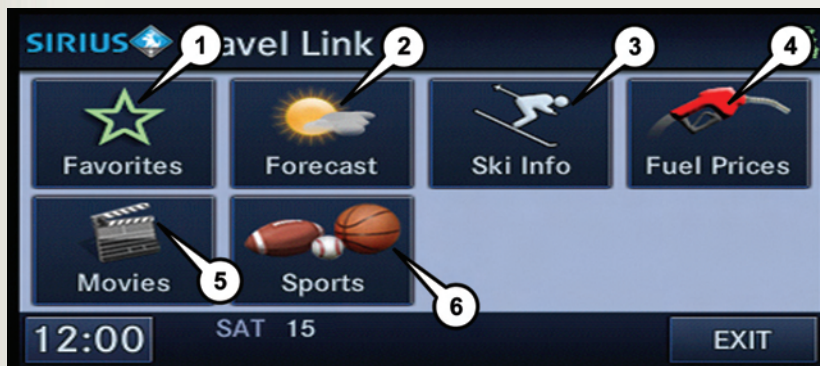 SIRIUS avel Link
1 2 3 4
Favorites Forecast Ski Info Fuel Prices
Movies Sports
5 6
12:00 SAT 15 EXIT